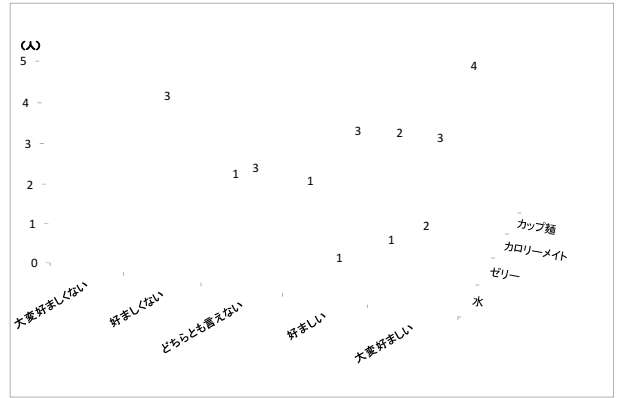 (人)
5
4
3
2
1
0
3
1
3
1
3
2
3
4
1
1
2
大変好ましくない
好ましくない
どちらとも言えない
好ましい
大変好ましい
カップ麺
カロリーメイト
ゼリー
水